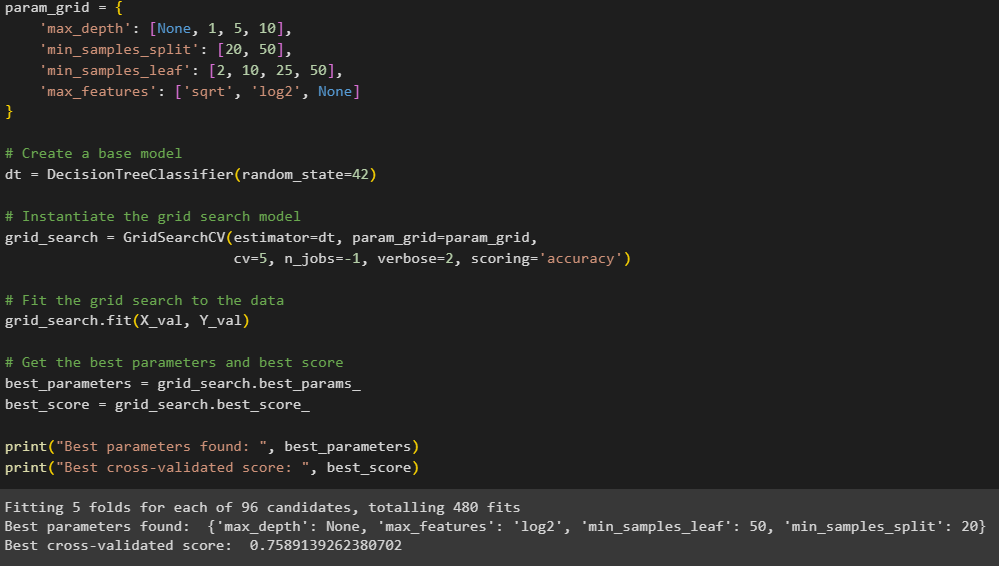 param_grid = {
    'max_depth': [None, 1, 5, 10],
    'min_samples_split': [20, 50],
    'min_samples_leaf': [2, 10, 25, 50],
    'max_features': ['sqrt', 'log2', None]
}
# Create a base model
dt = DecisionTreeClassifier(random_state=42)
# Instantiate the grid search model
grid_search = GridSearchCV(estimator=dt, param_grid=param_grid,
                           cv=5, n_jobs=-1, verbose=2, scoring='accuracy')
# Fit the grid search to the data
grid_search.fit(X_val, Y_val)
# Get the best parameters and best score
best_parameters = grid_search.best_params_
best_score = grid_search.best_score_
print("Best parameters found: ", best_parameters)
print("Best cross-validated score: ", best_score)
Fitting 5 folds for each of 96 candidates, totalling 480 fits
Best parameters found:  {'max_depth': None, 'max_features': 'log2', 'min_samples_leaf': 50, 'min_samples_split': 20}
Best cross-validated score:  0.7589139262380702